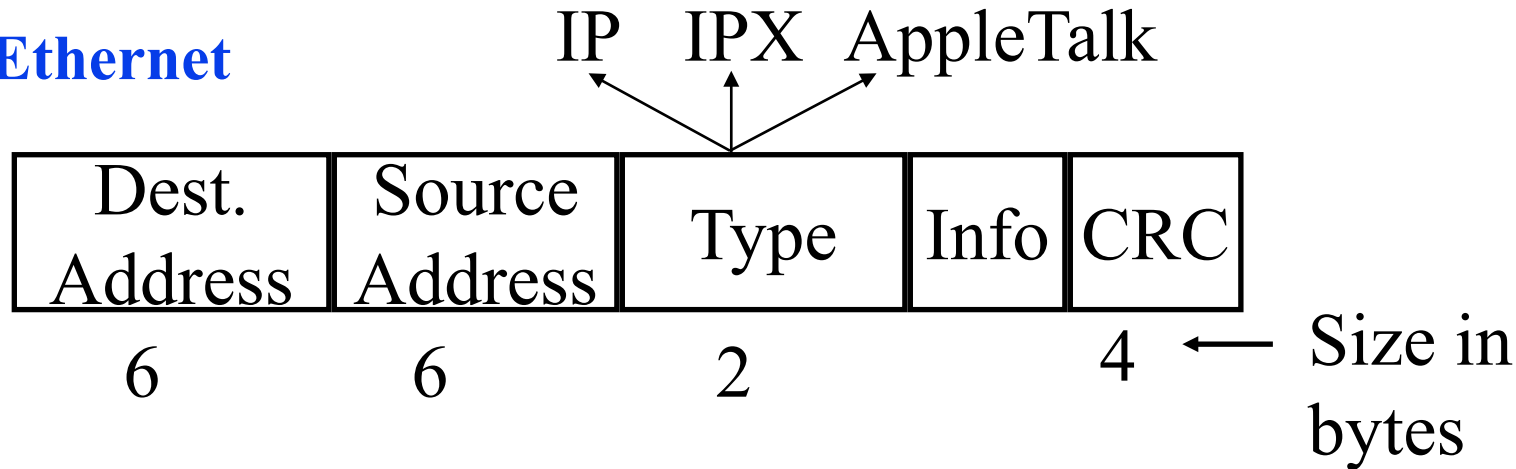 Ethernet
IP IPX AppleTalk
Dest. Address
Source Address
Type
Info
CRC
6 6 2 4
Size in
bytes